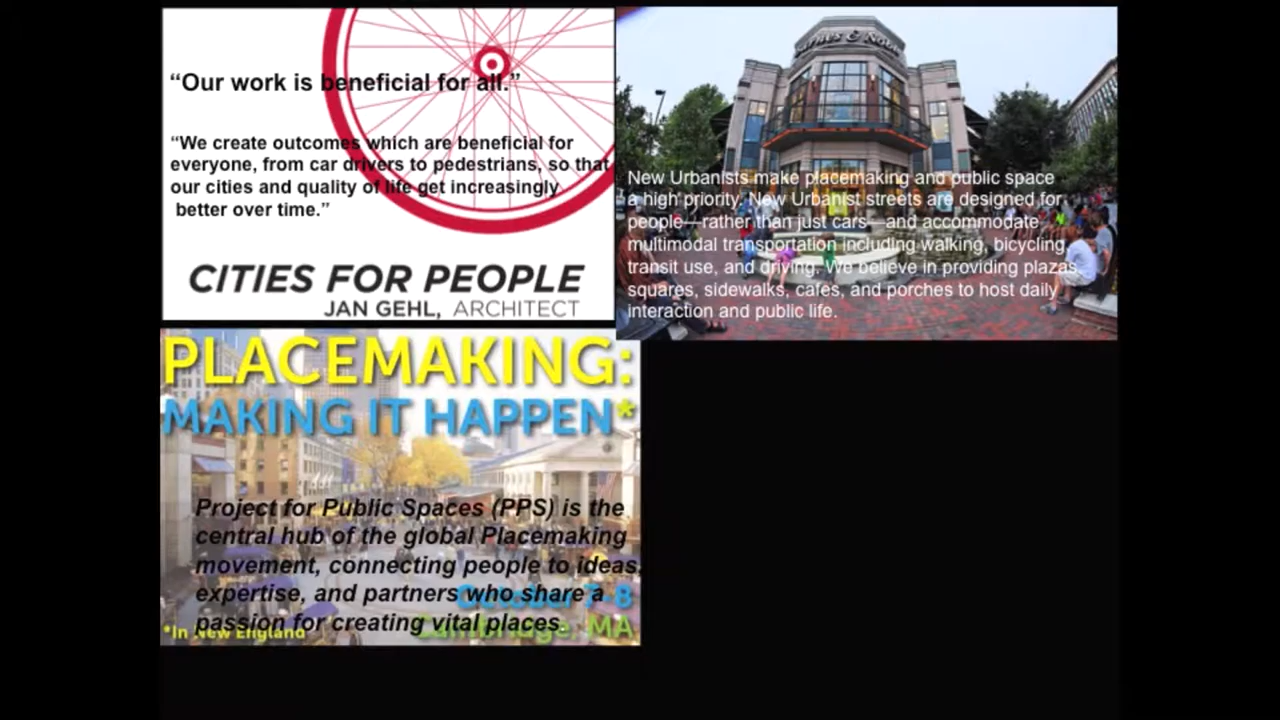 “Our work is beneficial for all.”
“We create outcomes which are beneficial for
everyone, from car drivers to pedestrians, so that
our cities and quality of life get increasingly
better over time.”
CITIES FOR PEOPLE
JAN GEHL, ARCHITECT
Barnes & Noble
New Urbanists make placemaking and public space
a high priority. New Urbanist streets are designed for
people—rather than just cars—and accommodate
multimodal transportation including walking, bicycling,
transit use, and driving. We believe in providing plazas,
squares, sidewalks, cafes, and porches to host daily
interaction and public life.
PLACEMAKING:
MAKING IT HAPPEN*
Project for Public Spaces (PPS) is the
central hub of the global Placemaking
movement, connecting people to ideas,
expertise, and partners who share a
passion for creating vital places.
October 7-8
Cambridge, MA
*In New England